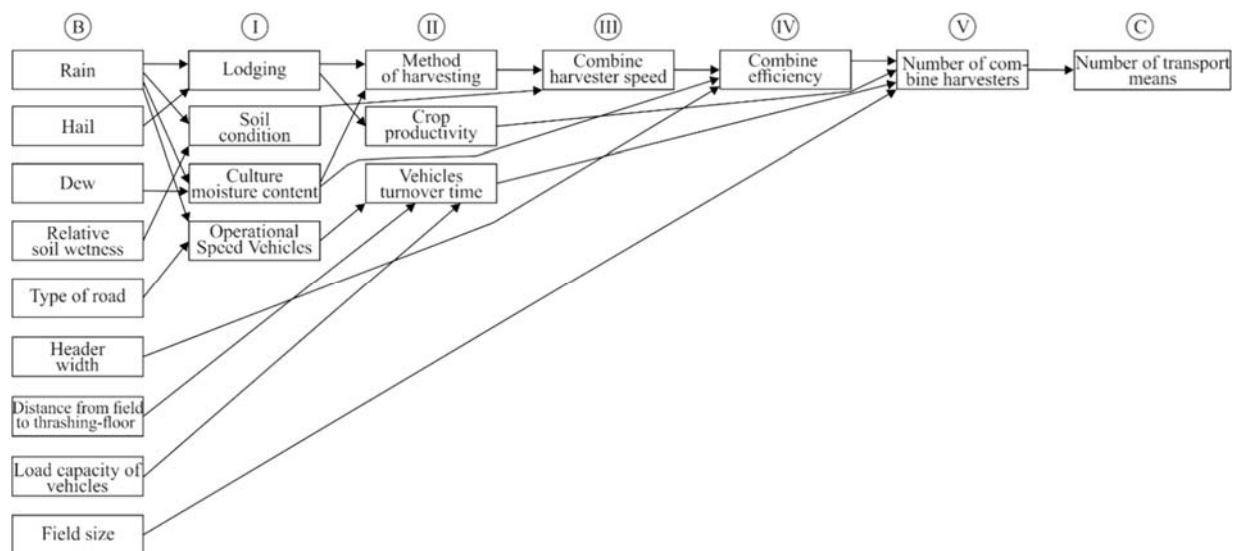 B
I
II
III
IV
V
C
Rain
Hail
Dew
Relative
soil wetness
Type of road
Header
width
Distance from field
to thrashing-floor
Load capacity of
vehicles
Field size
Lodging
Soil
condition
Culture
moisture content
Operational
Speed Vehicles
Method
of harvesting
Crop
productivity
Vehicles
turnover time
Combine
harvester speed
Combine
efficiency
Number of com-
bine harvesters
Number of transport
means